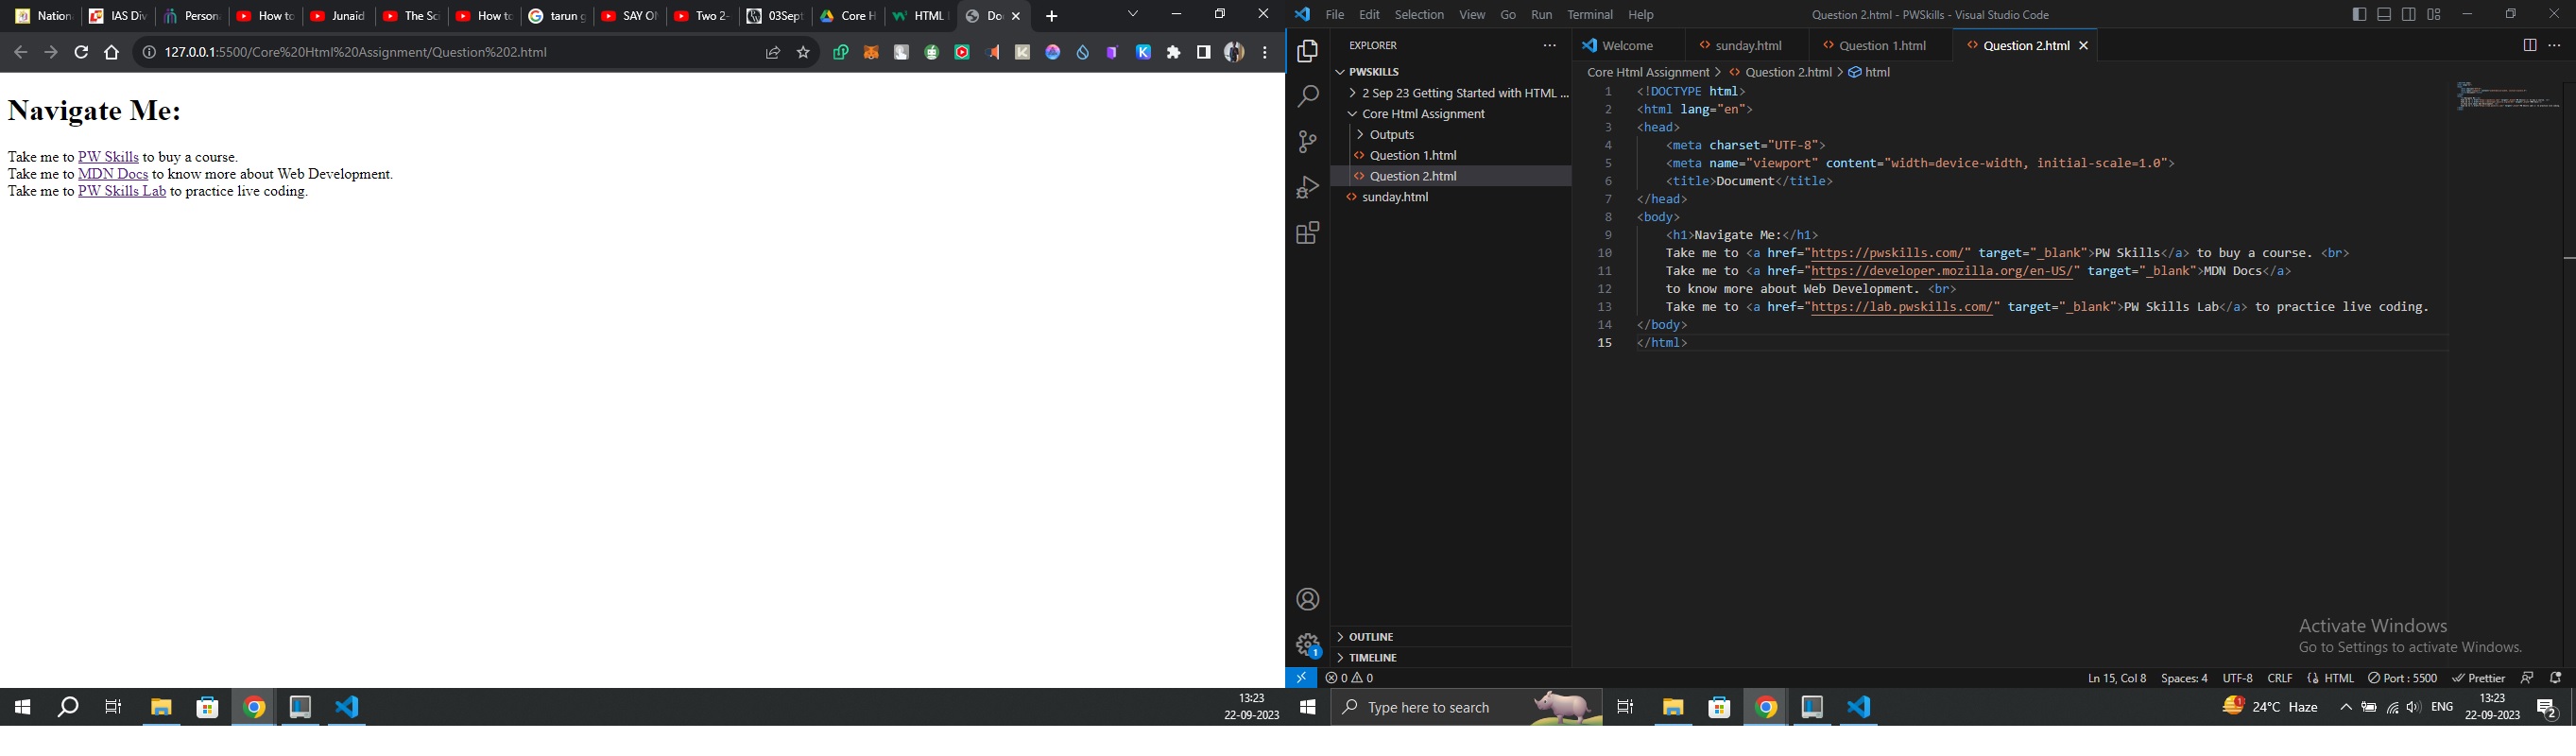 Nationa
IAS Div
Person
How to
Junaid
The Sci
How to
tarun g
SAY O
Two 2-
03Sept
Core H
HTML
Do
127.0.0.1:5500/Core%20Html%20Assignment/Question%202.html
Navigate Me:
Take me to PW Skills to buy a course.
Take me to MDN Docs to know more about Web Development.
Take me to PW Skills Lab to practice live coding.
13:23
22-09-2023
File Edit Selection View Go Run Terminal Help
Question 2.html - PWSkills - Visual Studio Code
EXPLORER
PWSKILLS
2 Sep 23 Getting Started with HTML ...
Core Html Assignment
Outputs
Question 1.html
Question 2.html
sunday.html
OUTLINE
TIMELINE
Welcome
sunday.html
Question 1.html
Question 2.html
Core Html Assignment > Question 2.html > html
1 <!DOCTYPE html>
2 <html lang="en">
3 <head>
4 <meta charset="UTF-8">
5 <meta name="viewport" content="width=device-width, initial-scale=1.0">
6 <title>Document</title>
7 </head>
8 <body>
9 <h1>Navigate Me:</h1>
10 Take me to <a href="https://pwskills.com/" target="_blank">PW Skills</a> to buy a course. <br>
11 Take me to <a href="https://developer.mozilla.org/en-US/" target="_blank">MDN Docs</a>
12 to know more about Web Development. <br>
13 Take me to <a href="https://lab.pwskills.com/" target="_blank">PW Skills Lab</a> to practice live coding.
14 </body>
15 </html>
Activate Windows
Go to Settings to activate Windows.
0 0
Ln 15, Col 8 Spaces: 4 UTF-8 CRLF HTML Port : 5500 Prettier
1
Type here to search
24°C Haze
ENG
13:23
22-09-2023
2